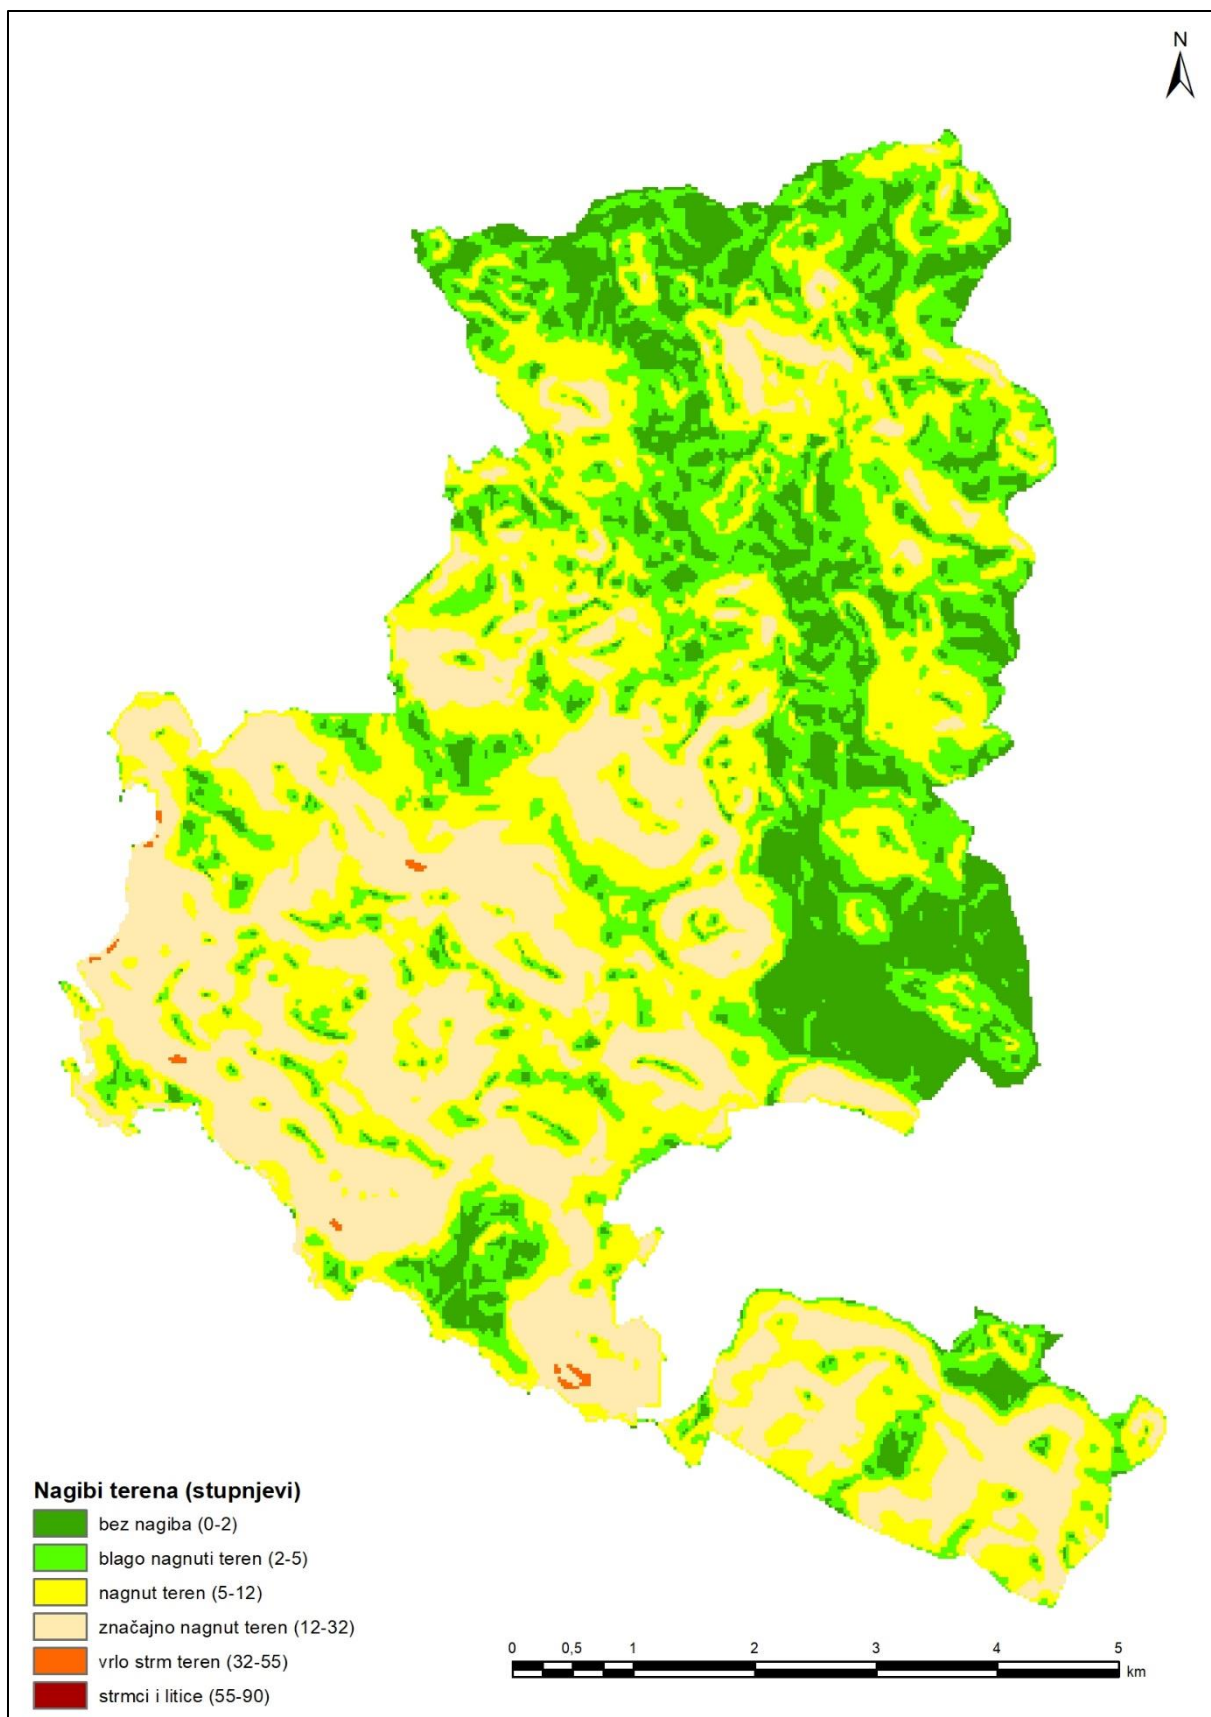 N
Nagibi terena (stupnjevi)
bez nagiba (0-2)
blago nagnuti teren (2-5)
nagnut teren (5-12)
značajno nagnut teren (12-32)
vrlo strm teren (32-55)
strmci i litice (55-90)
0 0,5 1 2 3 4 5
km